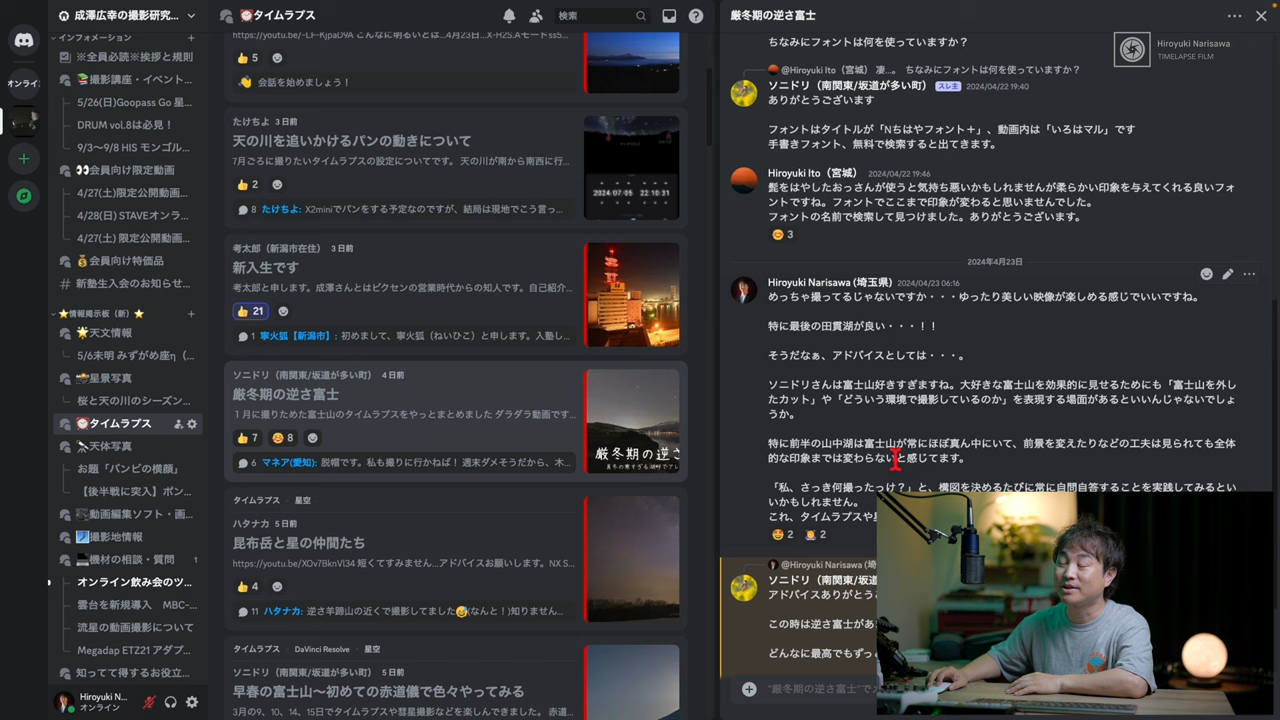 成澤広幸の撮影研究...
インフォメーション
※全員必読※挨拶と規則
撮影講座・イベント...
5/26(日)Goopass Go 星...
DRUM vol.8は必見！
9/3〜9/8 HIS モンゴル...
会員向け限定動画
4/27(土)限定公開動画...
4/28(日) STAVEオンラ...
4/27(土) 限定公開動画...
会員向け特価品
新塾生入会のお知らせ...
情報掲示板（新）
天文情報
5/6未明 みずがめ座η（...
星景写真
桜と天の川のシーズン...
タイムラプス
天体写真
お題「パンビの横顔」
【後半戦に突入】ポン...
動画編集ソフト・画...
撮影地情報
機材の相談・質問 1
オンライン飲み会のツ...
雲台を新規導入 MBC-...
流星の動画撮影について
Megadap ETZ21 アダプ...
知ってて得するお役立...
Hiroyuki N...
オンライン
タイムラプス
検索
5
会話を始めましょう！
たけちよ 3日前
天の川を追いかけるパンの動きについて
7月ごろに撮りたいタイムラプスの設定についてです。 天の川が南から南西に行...
2
8 たけちよ: X2miniでパンをする予定なのですが、結局は現地でこう言っ...
2024/07/05 22:10:31
考太郎（新潟市在住） 3日前
新入生です
考太郎と申します。成澤さんとはビクセンの営業時代からの知人です。自己紹介...
21
1 寧火狐【新潟市】: 初めまして、寧火狐（ねいひこ）と申します。入塾し...
ソニドリ（南関東/坂道が多い町） 4日前
厳冬期の逆さ富士
１月に撮りためた富士山のタイムラプスをやっとまとめました ダラダラ動画です...
7 8
6 マネア(愛知): 脱帽です。私も撮りに行かねば！ 週末ダメそうだから、木...
厳冬期の逆さ
タイムラプス・星空
ハタナカ 5日前
昆布岳と星の仲間たち
https://youtu.be/XOv7BknVl34 短くてすみません...アドバイスお願いします。NX S...
4
11 ハタナカ: 逆さ羊蹄山の近くで撮影してました(なんと！)知りません...
タイムラプス・DaVinci Resolve・星空
ソニドリ（南関東/坂道が多い町） 5日前
早春の富士山〜初めての赤道儀で色々やってみる
3月の9、10、14、15日でタイムラプスや彗星撮影などを楽しんできました。 赤道...
厳冬期の逆さ富士
ちなみにフォントは何を使っていますか？
Hiroyuki Narisawa
TIMELAPSE FILM
@Hiroyuki Ito（宮城） 凄...。 ちなみにフォントは何を使っていますか？
ソニドリ（南関東/坂道が多い町） スレ主 2024/04/22 19:40
ありがとうございます
フォントはタイトルが「Nちはやフォント＋」、動画内は「いろはマル」です
手書きフォント、無料で検索すると出てきます。
Hiroyuki Ito（宮城） 2024/04/22 19:46
髭をはやしたおっさんが使うと気持ち悪いかもしれませんが柔らかい印象を与えてくれる良いフォ
ントですね。フォントでここまで印象が変わると思いませんでした。
フォントの名前で検索して見つけました。ありがとうございます。
3
2024年4月23日
Hiroyuki Narisawa (埼玉県) 2024/04/23 06:16
めっちゃ撮ってるじゃないですか・・・ゆったり美しい映像が楽しめる感じでいいですね。
特に最後の田貫湖が良い・・・！！
そうだなぁ、アドバイスとしては・・・。
ソニドリさんは富士山好きすぎますね。大好きな富士山を効果的に見せるためにも「富士山を外し
たカット」や「どういう環境で撮影しているのか」を表現する場面があるといいんじゃないでしょ
うか。
特に前半の山中湖は富士山が常にほぼ真ん中にいて、前景を変えたりなどの工夫は見られても全体
的な印象までは変わらないと感じてます。
「私、さっき何撮ったっけ？」と、構図を決めるたびに常に自問自答することを実践してみるとい
いかもしれません。
これ、タイムラプスや
2 2
@Hiroyuki Narisawa (埼
ソニドリ（南関東/坂道
アドバイスありがとう
この時は逆さ富士があ
どんなに最高でもずっ
"厳冬期の逆さ富士"で